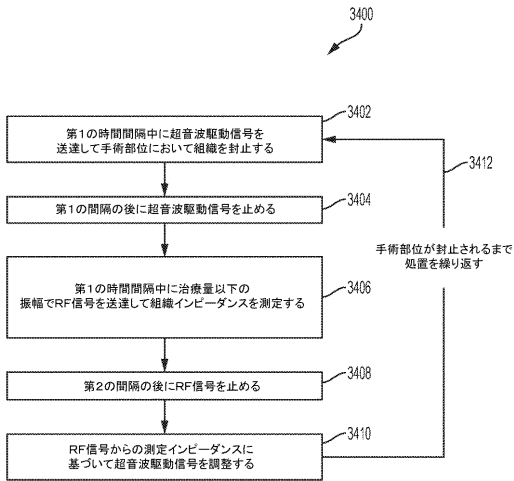 3400
3402
第1の時間間隔中に超音波駆動信号を
送達して手術部位において組織を封止する
3412
3404
第1の間隔の後に超音波駆動信号を止める
手術部位が封止されるまで
処置を繰り返す
3406
第1の時間間隔中に治療量以下の
振幅でRF信号を送達して組織インピーダンスを測定する
3408
第2の間隔の後にRF信号を止める
3410
RF信号からの測定インピーダンスに
基づいて超音波駆動信号を調整する